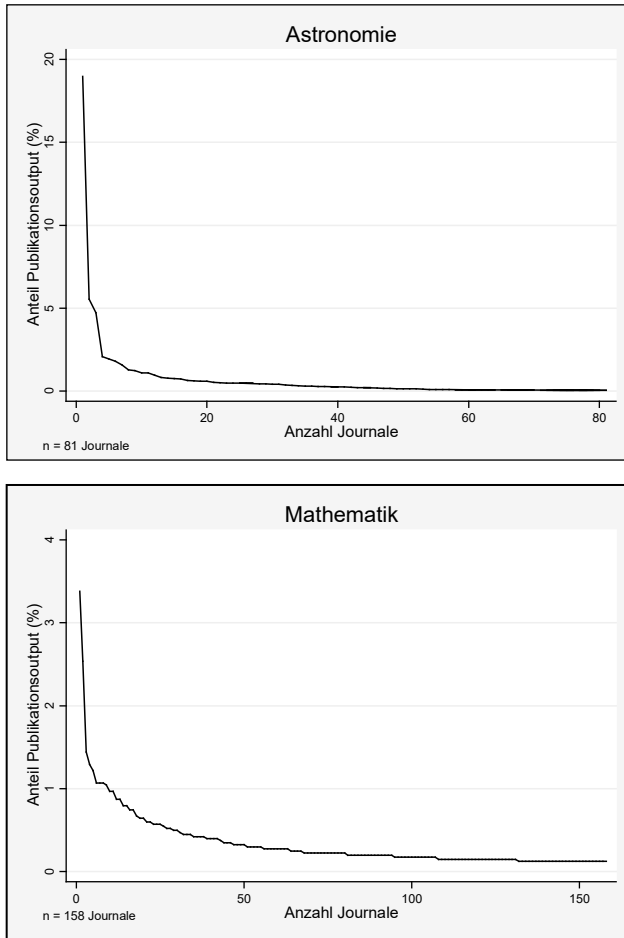 Astronomie
Anteil Publikationsoutput (%)
20
15
10
5
0
0 20 40 60 80
Anzahl Journale
n = 81 Journale
Mathematik
Anteil Publikationsoutput (%)
4
3
2
1
0
0 50 100 150
Anzahl Journale
n = 158 Journale